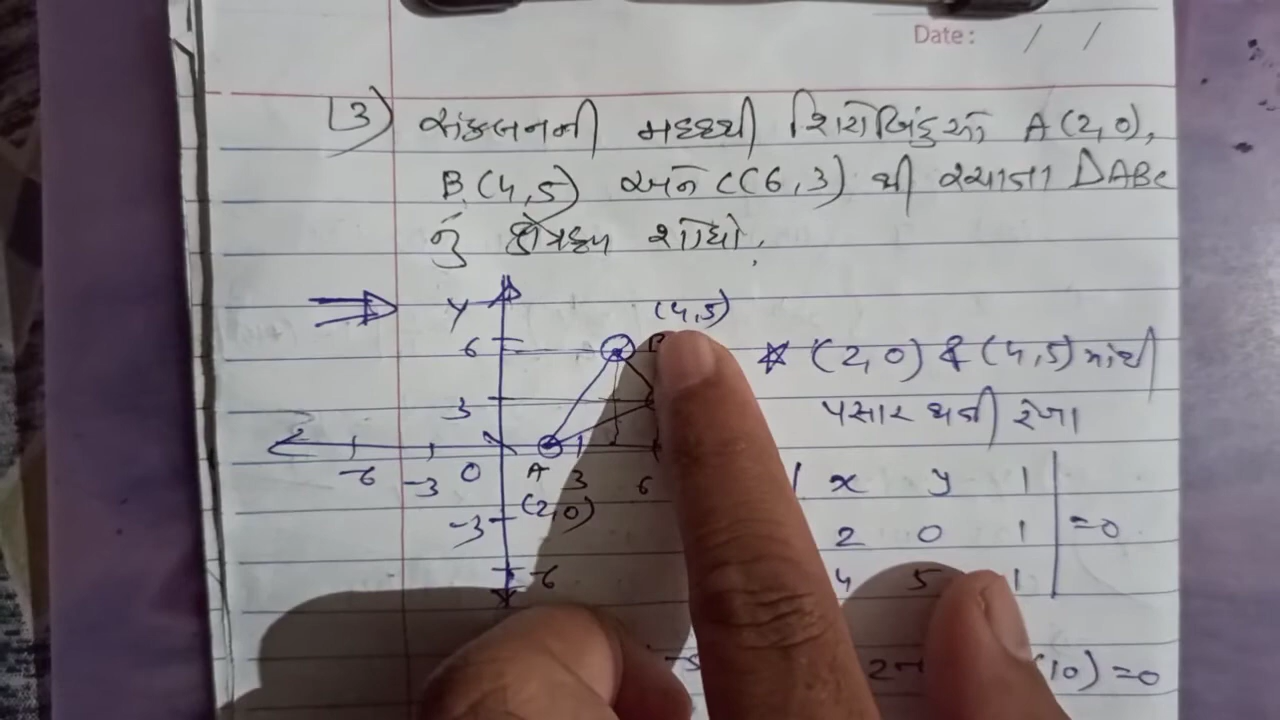 Date: / /
(3) સંકલનની મદદથી શિરોબિંદુઓ A(2,0),
B(4,5) અને C(6,3) થી રચાતા ΔABC
નું ક્ષેત્રફળ શોધો.
Y (4,5)
6 B * (2,0) & (4,5) માંથી
3 પસાર થતી રેખા
-6 -3 0 A 3 6 | x y 1 |
(2,0)
-3 2 0 1 =0
-6 4 5 1
10) =0